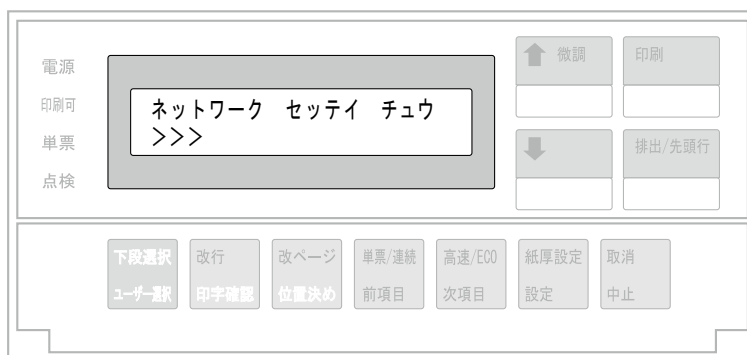 電源
印刷可
単票
点検
ネットワーク セッテイ チュウ
>>>
微調
印刷
排出/先頭行
下段選択
ユーザー選択
改行
印字確認
改ページ
位置決め
単票/連続
前項目
高速/ECO
次項目
紙厚設定
設定
取消
中止